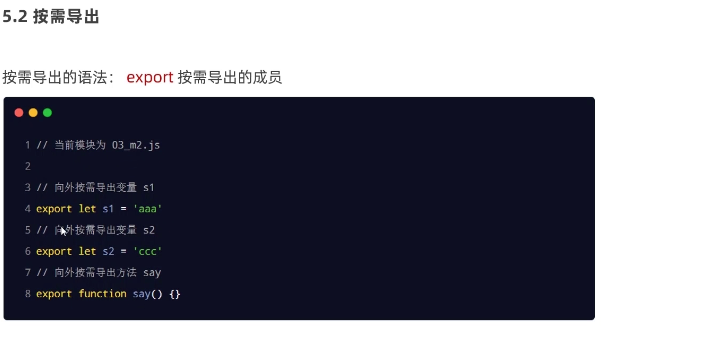 5.2 按需导出
按需导出的语法： export 按需导出的成员
1 // 当前模块为 03_m2.js
2
3 // 向外按需导出变量 s1
4 export let s1 = 'aaa'
5 // 向外按需导出变量 s2
6 export let s2 = 'ccc'
7 // 向外按需导出方法 say
8 export function say() {}